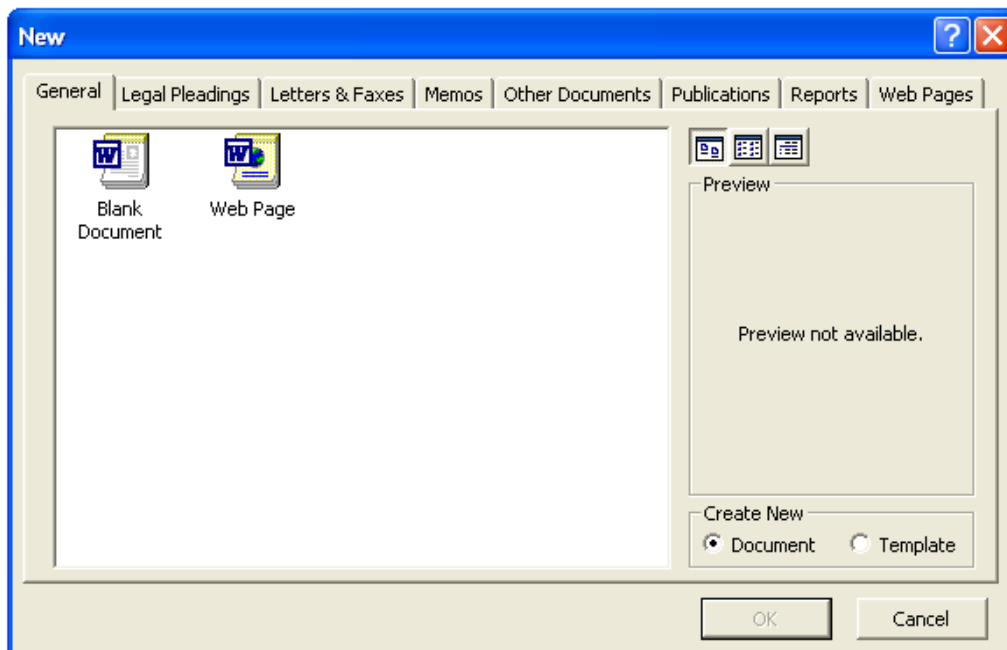 New
General Legal Pleadings Letters & Faxes Memos Other Documents Publications Reports Web Pages
W W
Blank Web Page
Document
Preview
Preview not available.
Create New
Document Template
OK Cancel